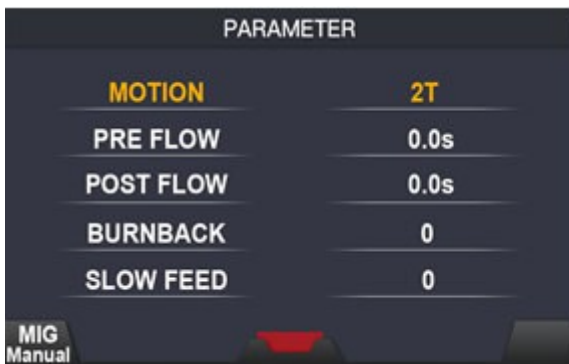 PARAMETER
MOTION 2T
PRE FLOW 0.0s
POST FLOW 0.0s
BURNBACK 0
SLOW FEED 0
MIG
Manual